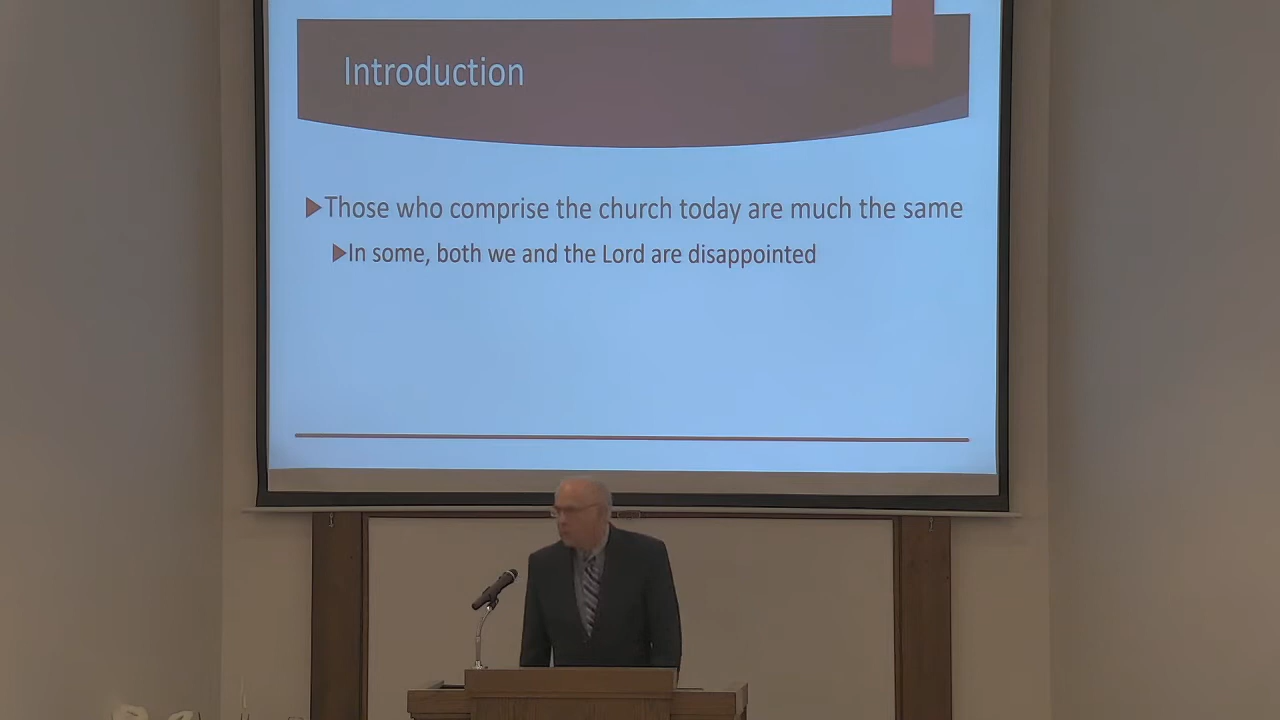 Introduction
Those who comprise the church today are much the same
In some, both we and the Lord are disappointed